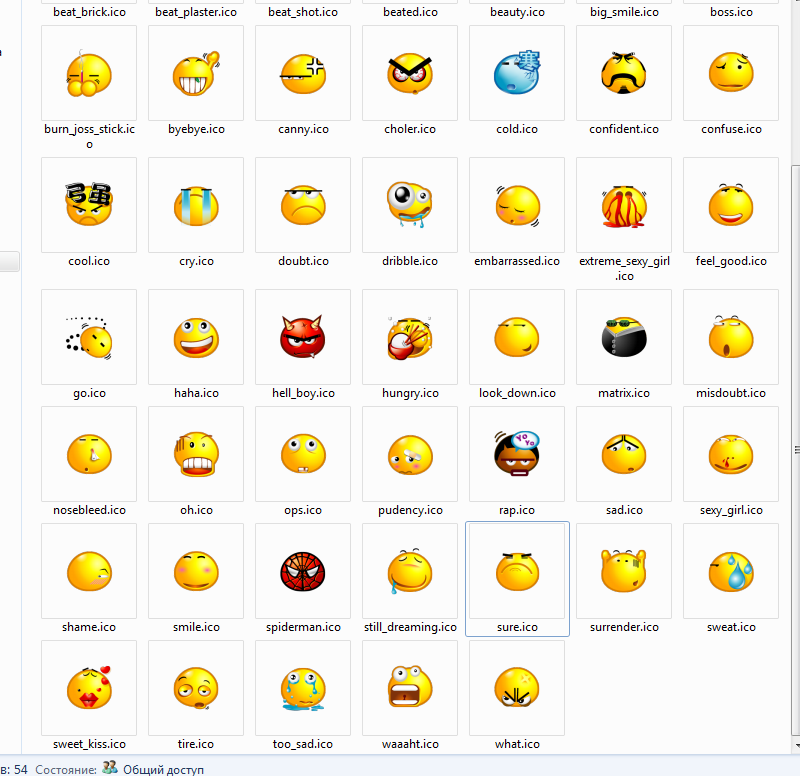 beat_brick.ico beat_plaster.ico beat_shot.ico beated.ico beauty.ico big_smile.ico boss.ico
burn_joss_stick.ic
o
byebye.ico canny.ico choler.ico cold.ico confident.ico confuse.ico
cool.ico cry.ico doubt.ico dribble.ico embarrassed.ico extreme_sexy_girl
.ico
feel_good.ico
go.ico haha.ico hell_boy.ico hungry.ico look_down.ico matrix.ico misdoubt.ico
Yo
Yo
nosebleed.ico oh.ico ops.ico pudency.ico rap.ico sad.ico sexy_girl.ico
shame.ico smile.ico spiderman.ico still_dreaming.ico sure.ico surrender.ico sweat.ico
sweet_kiss.ico tire.ico too_sad.ico waaaht.ico what.ico
в: 54 Состояние: Общий доступ